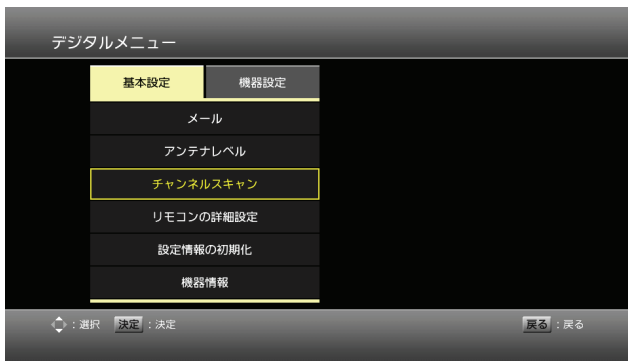 デジタルメニュー
基本設定 機器設定
メール
アンテナレベル
チャンネルスキャン
リモコンの詳細設定
設定情報の初期化
機器情報
：選択 決定：決定 戻る：戻る